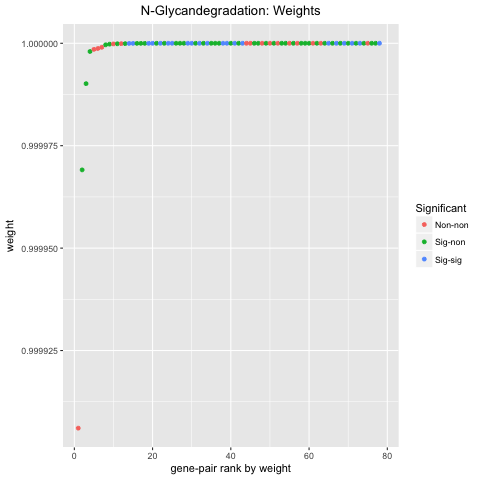 N-Glycandegradation: Weights
1.000000
0.999975
0.999950
0.999925
weight
0 20 40 60 80
gene-pair rank by weight
Significant
Non-non
Sig-non
Sig-sig